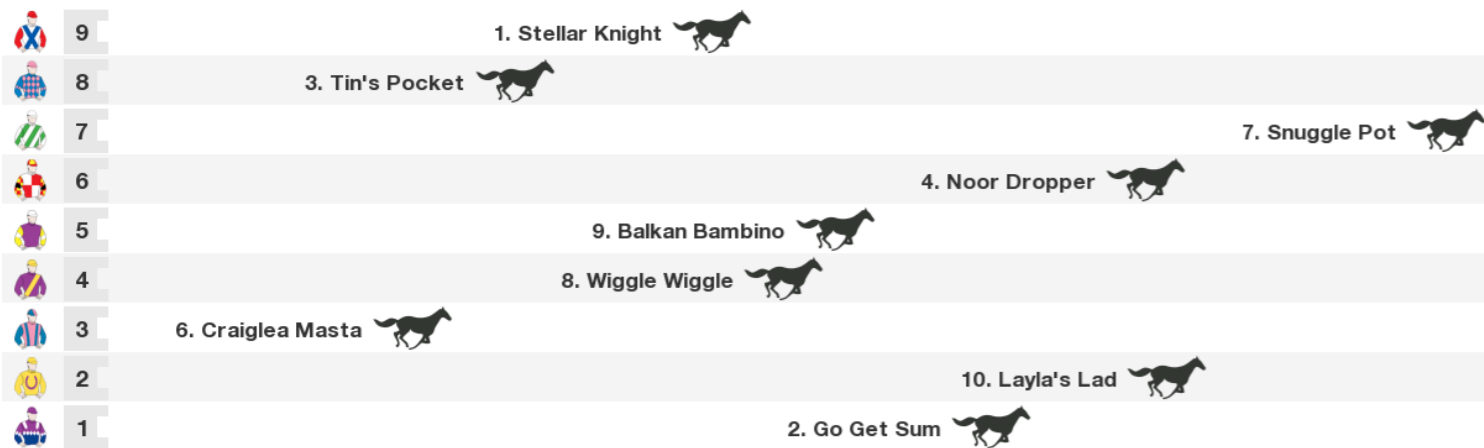 9 1. Stellar Knight
8 3. Tin's Pocket
7 7. Snuggle Pot
6 4. Noor Dropper
5 9. Balkan Bambino
4 8. Wiggle Wiggle
3 6. Craiglea Masta
2 10. Layla's Lad
1 2. Go Get Sum